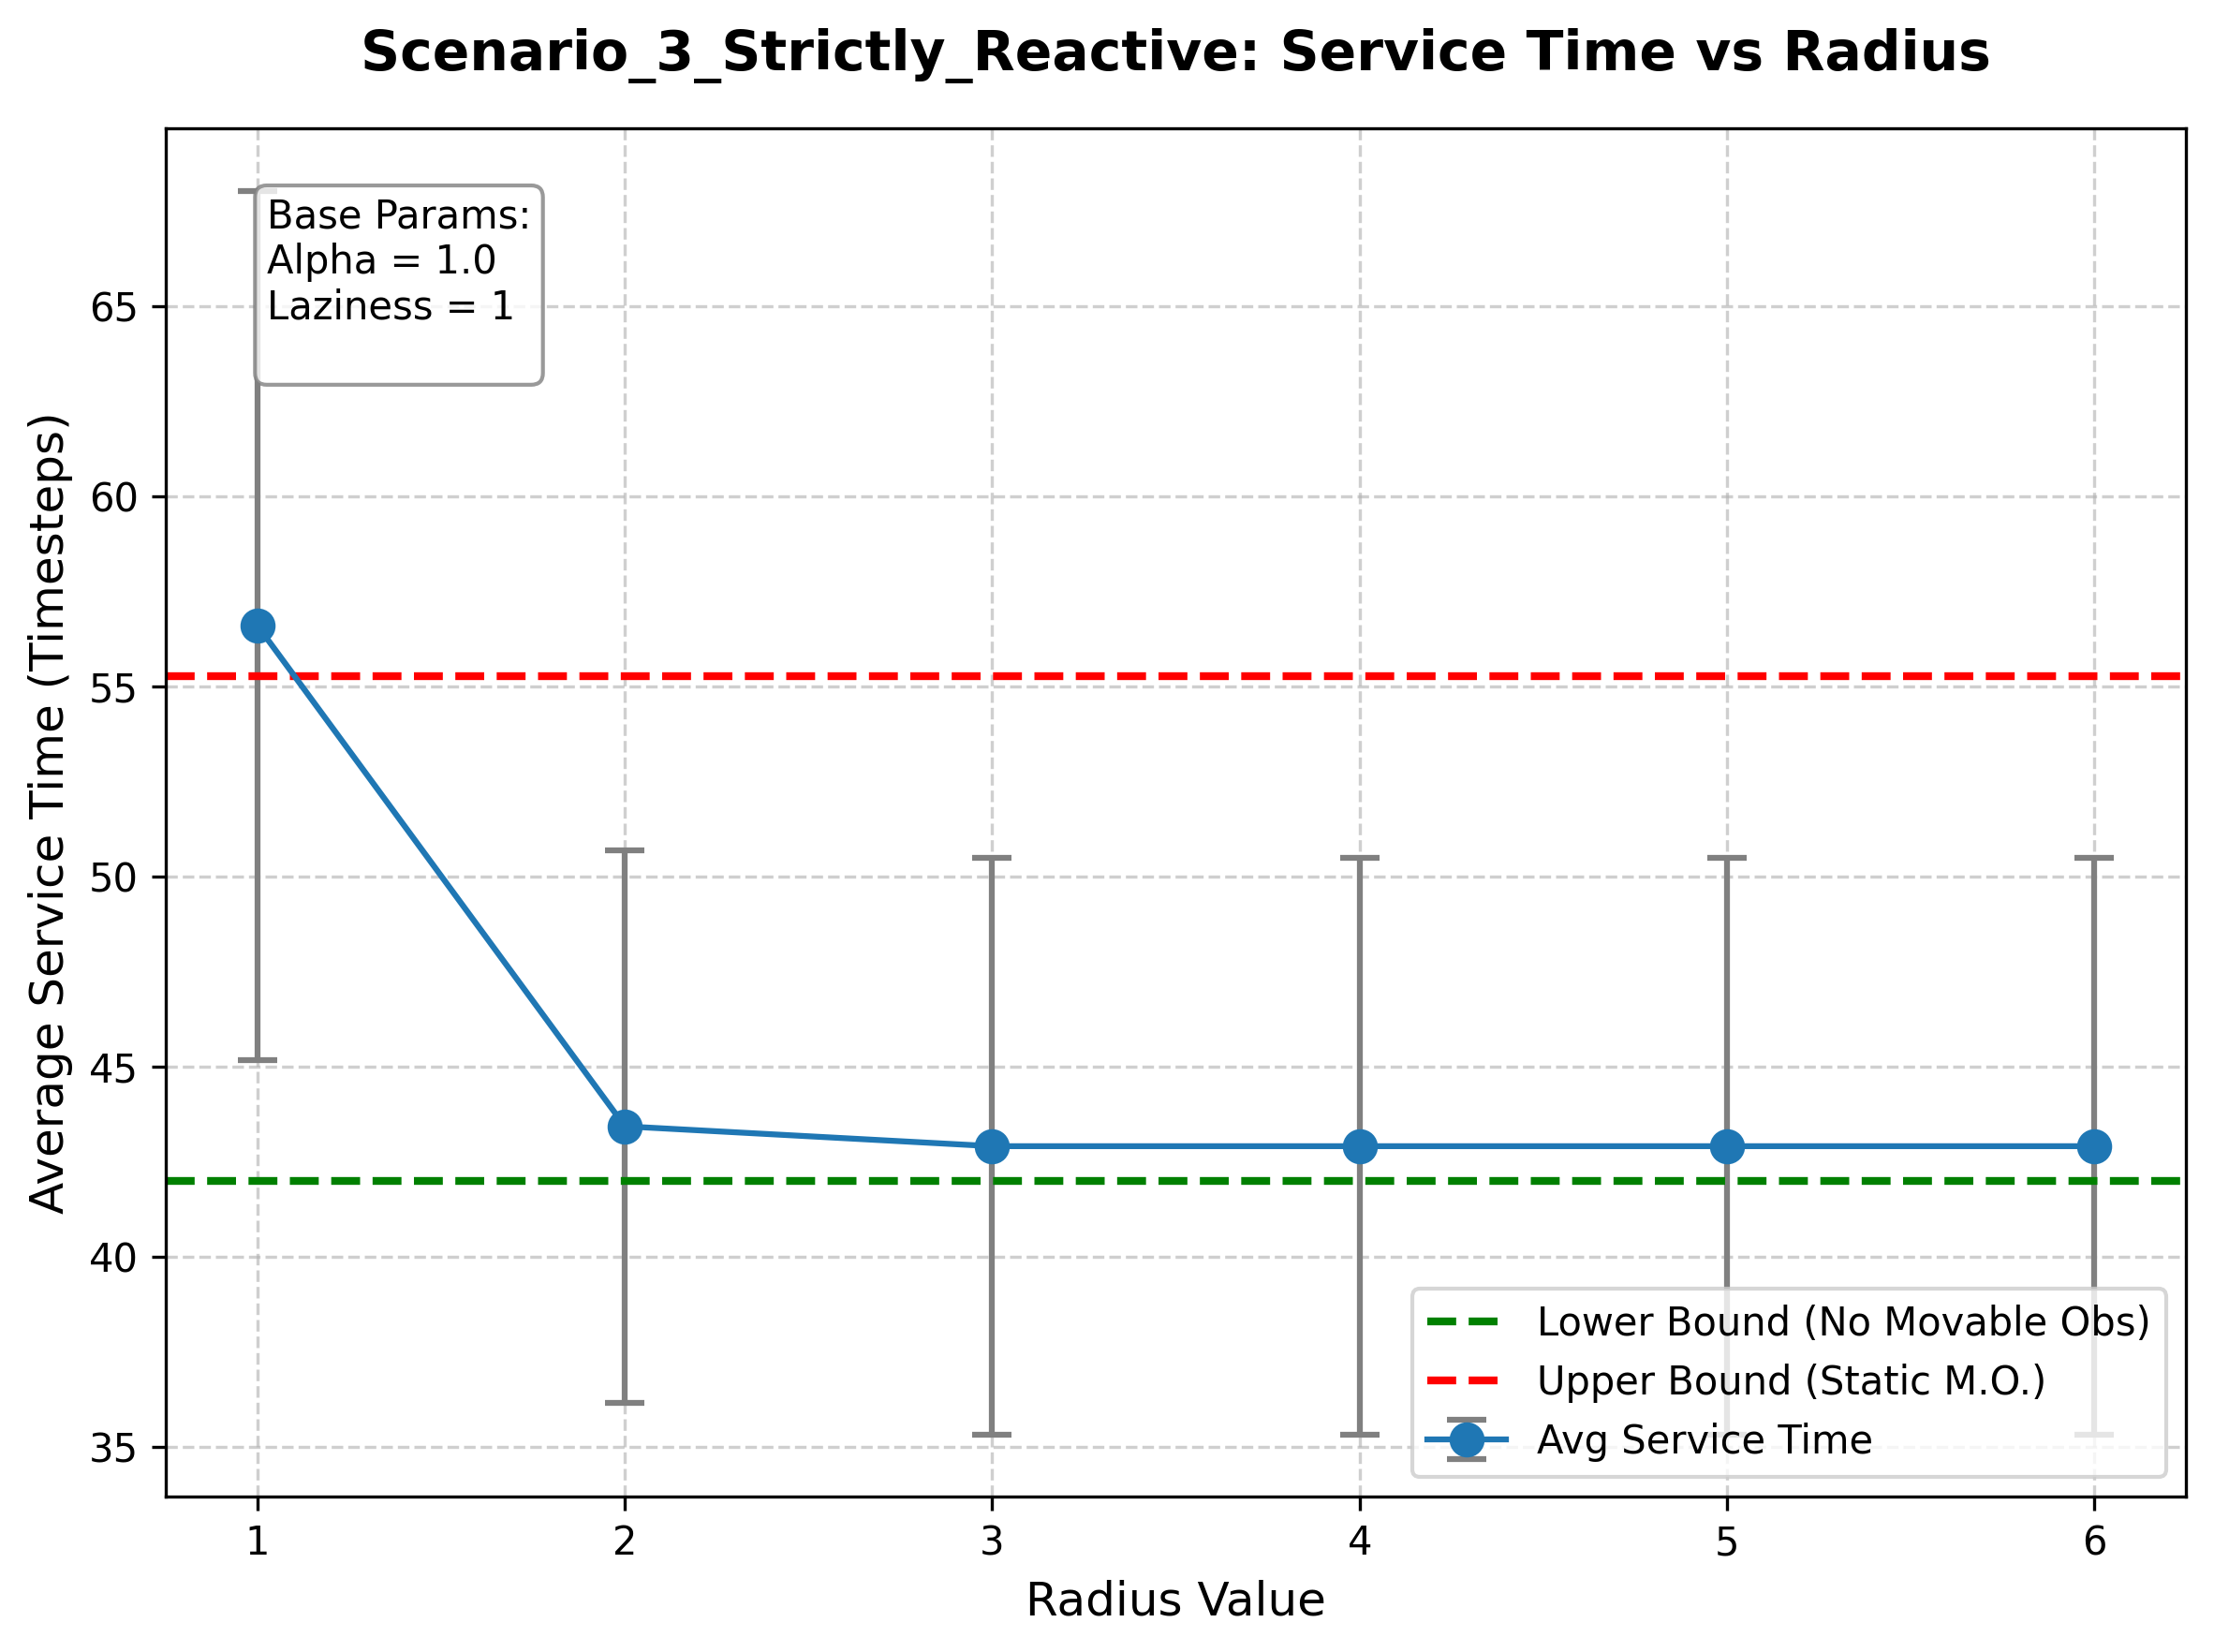 Scenario_3_Strictly_Reactive: Service Time vs Radius
Base Params:
Alpha = 1.0
Laziness = 1
Average Service Time (Timesteps)
65
60
55
50
45
40
35
Lower Bound (No Movable Obs)
Upper Bound (Static M.O.)
Avg Service Time
1 2 3 4 5 6
Radius Value